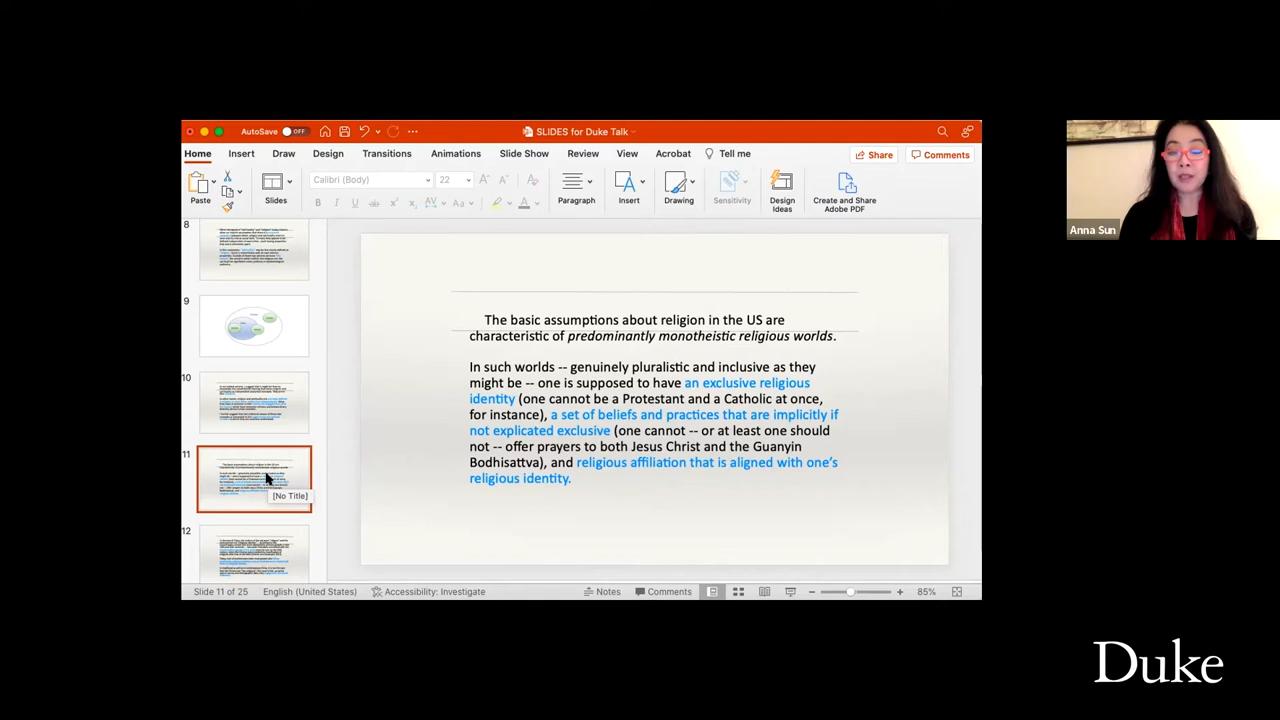 AutoSave OFF
SLIDES for Duke Talk
Home Insert Draw Design Transitions Animations Slide Show Review View Acrobat Tell me
Share Comments
Calibri (Body) 22
Paste Slides Paragraph Insert Drawing Sensitivity Design Ideas Create and Share Adobe PDF
8
9
10
11
[No Title]
12
The basic assumptions about religion in the US are
characteristic of predominantly monotheistic religious worlds.
In such worlds -- genuinely pluralistic and inclusive as they
might be -- one is supposed to have an exclusive religious
identity (one cannot be a Protestant and a Catholic at once,
for instance), a set of beliefs and practices that are implicitly if
not explicated exclusive (one cannot -- or at least one should
not -- offer prayers to both Jesus Christ and the Guanyin
Bodhisattva), and religious affiliation that is aligned with one's
religious identity.
Slide 11 of 25 English (United States) Accessibility: Investigate Notes Comments 85%
Anna Sun
Duke